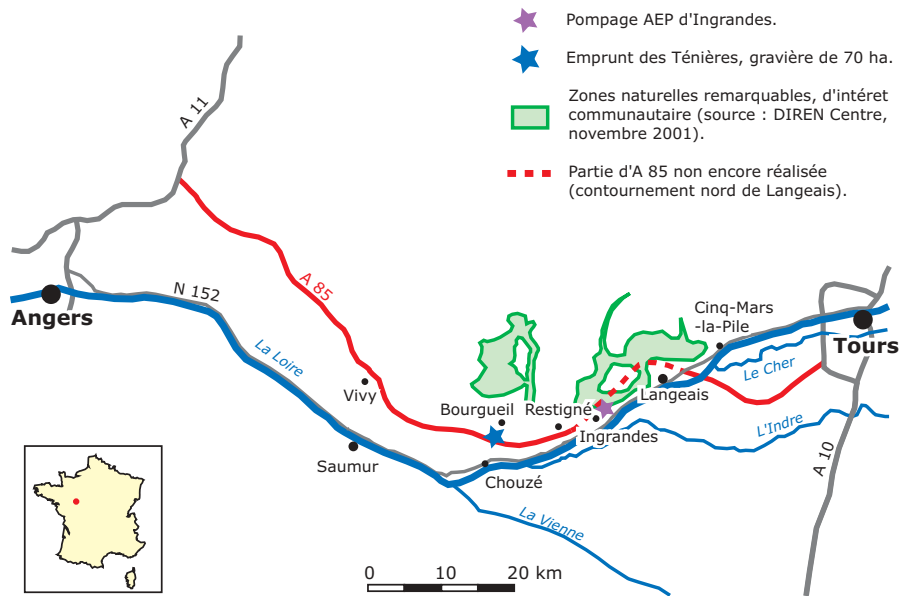 Pompage AEP d'Ingrandes.
Emprunt des Ténières, gravière de 70 ha.
Zones naturelles remarquables, d'intéret
communautaire (source : DIREN Centre,
novembre 2001).
Partie d'A 85 non encore réalisée
(contournement nord de Langeais).
A 11
A 85
N 152
Angers
La Loire
Cinq-Mars
-la-Pile
Tours
Le Cher
Langeais
Vivy
Bourgueil
Restigné
Ingrandes
L'Indre
Saumur
Chouzé
A 10
La Vienne
0 10 20 km